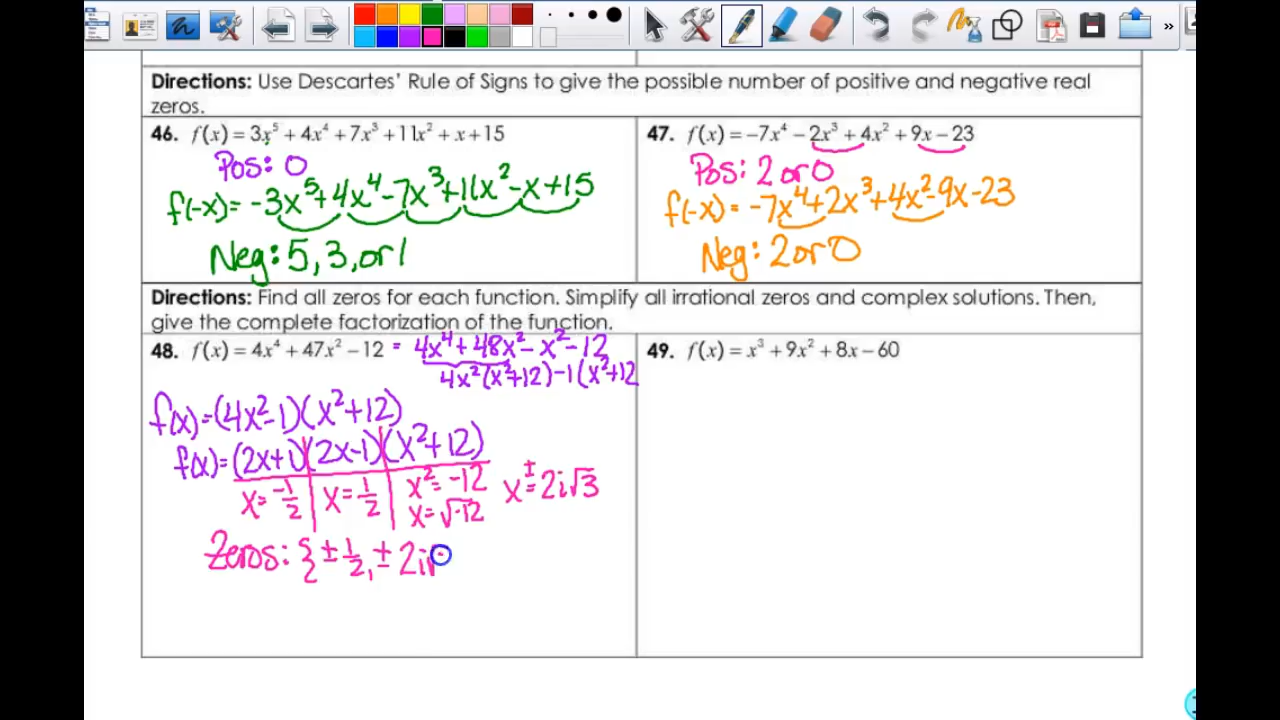 Directions: Use Descartes' Rule of Signs to give the possible number of positive and negative real
zeros.
46. f(x) = 3x⁵ + 4x⁴ + 7x³ + 11x² + x + 15
Pos: 0
f(-x) = -3x⁵+4x⁴-7x³+11x²-x+15
Neg: 5, 3, or 1
47. f(x) = −7x⁴ − 2x³ + 4x² + 9x − 23
Pos: 2 or 0
f(-x) = -7x⁴+2x³+4x²-9x-23
Neg: 2 or 0
Directions: Find all zeros for each function. Simplify all irrational zeros and complex solutions. Then,
give the complete factorization of the function.
48. f(x) = 4x⁴ + 47x² − 12 = 4x⁴ + 48x² - x² - 12
4x²(x²+12) -1(x²+12
f(x) = (4x²-1)(x²+12)
f(x) = (2x+1)(2x-1)(x²+12)
x = -1/2 x = 1/2 x² = -12
x = √-12
x = ± 2i√3
Zeros: { ± 1/2, ± 2i
49. f(x) = x³ + 9x² + 8x − 60